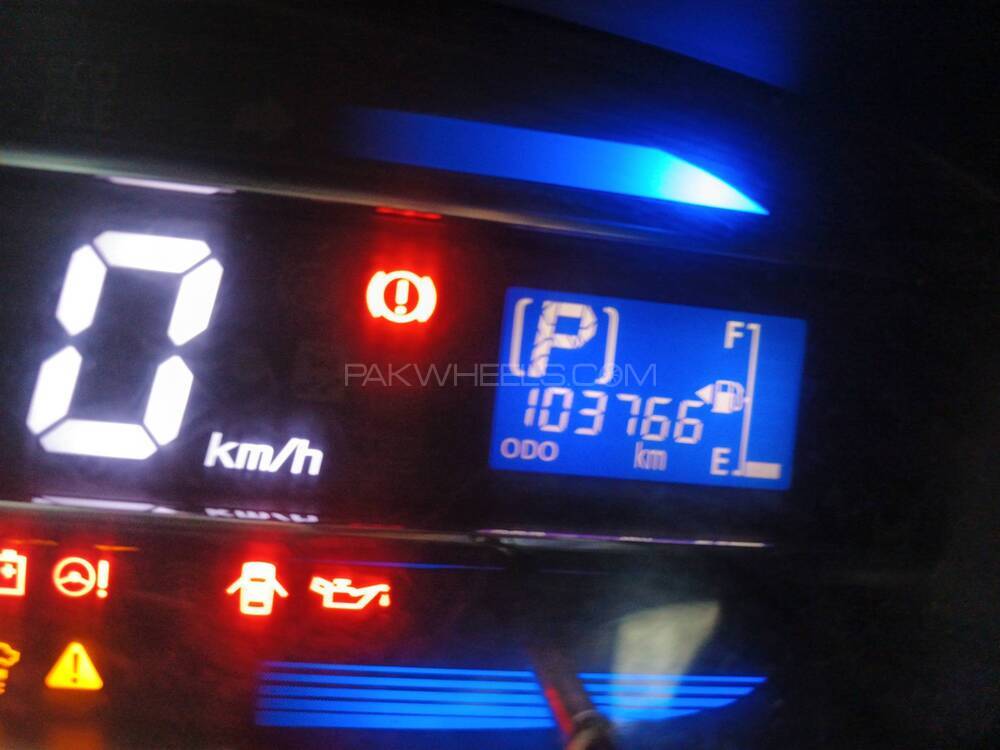 0
km/h
(P)
F
103766
ODO
km
E
PAKWHEELS.COM